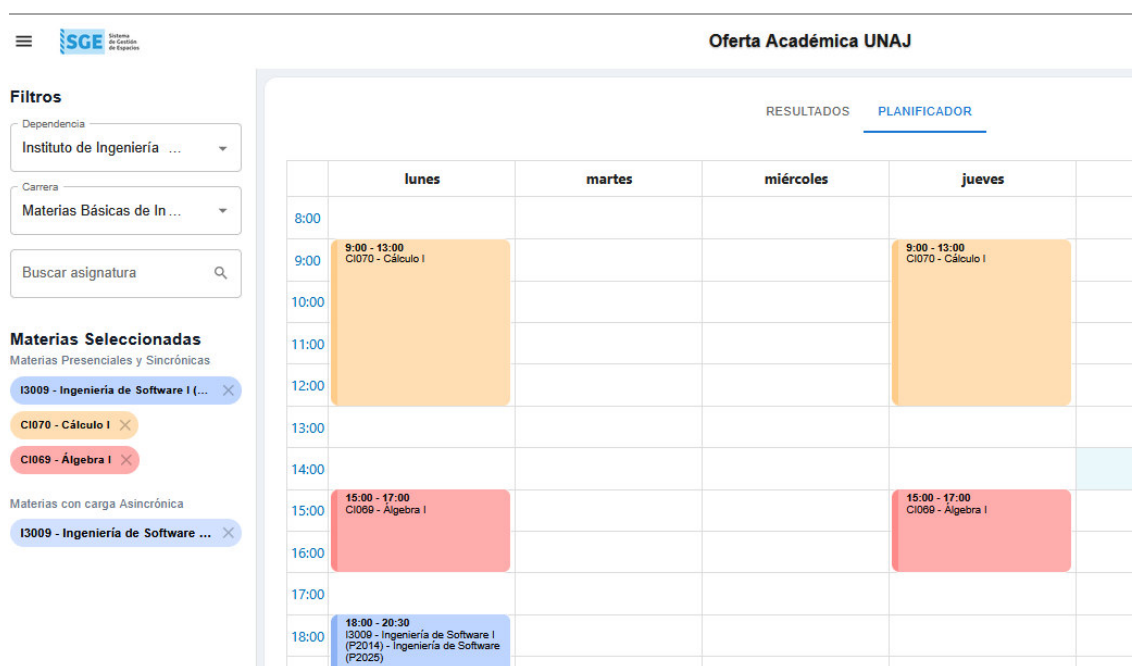 SGE
Sistema
de Gestión
de Espacios
Oferta Académica UNAJ
Filtros
Dependencia
Instituto de Ingeniería ...
Carrera
Materias Básicas de In ...
Buscar asignatura
Materias Seleccionadas
Materias Presenciales y Sincrónicas
I3009 - Ingeniería de Software I (...
CI070 - Cálculo I
CI069 - Álgebra I
Materias con carga Asincrónica
I3009 - Ingeniería de Software ...
RESULTADOS PLANIFICADOR
lunes martes miércoles jueves
8:00
9:00
10:00
11:00
12:00
13:00
14:00
15:00
16:00
17:00
18:00
9:00 - 13:00
CI070 - Cálculo I
15:00 - 17:00
CI069 - Álgebra I
18:00 - 20:30
I3009 - Ingeniería de Software I
(P2014) - Ingeniería de Software
(P2025)
9:00 - 13:00
CI070 - Cálculo I
15:00 - 17:00
CI069 - Álgebra I